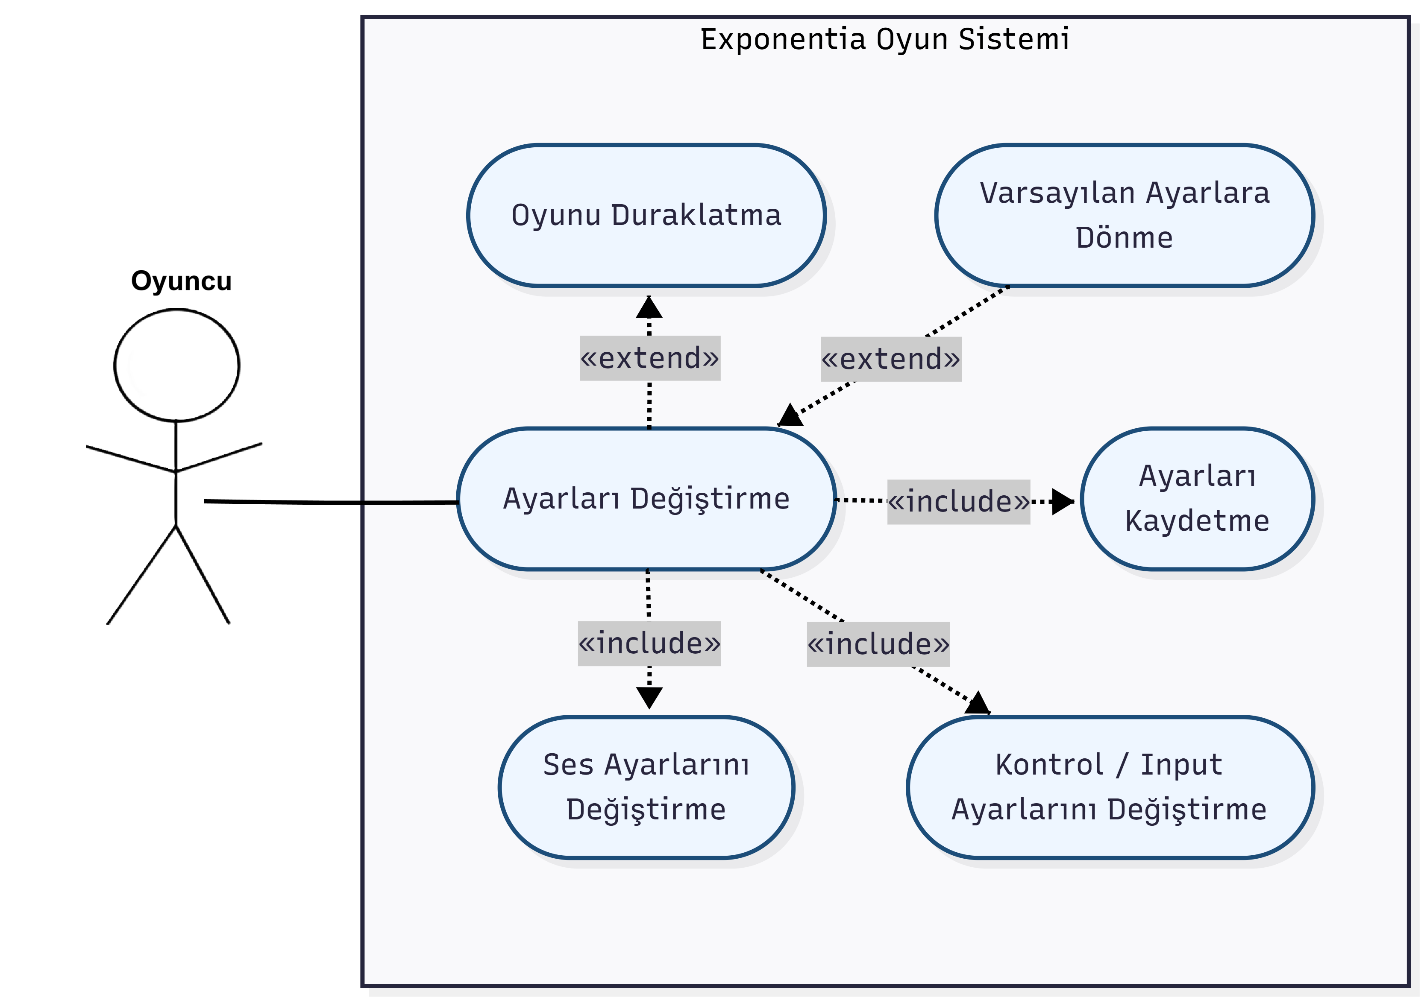 Exponentia Oyun Sistemi
Oyunu Duraklatma
Varsayılan Ayarlara
Dönme
Oyuncu
«extend»
«extend»
Ayarları Değiştirme
«include»
Ayarları
Kaydetme
«include»
«include»
Ses Ayarlarını
Değiştirme
Kontrol / Input
Ayarlarını Değiştirme